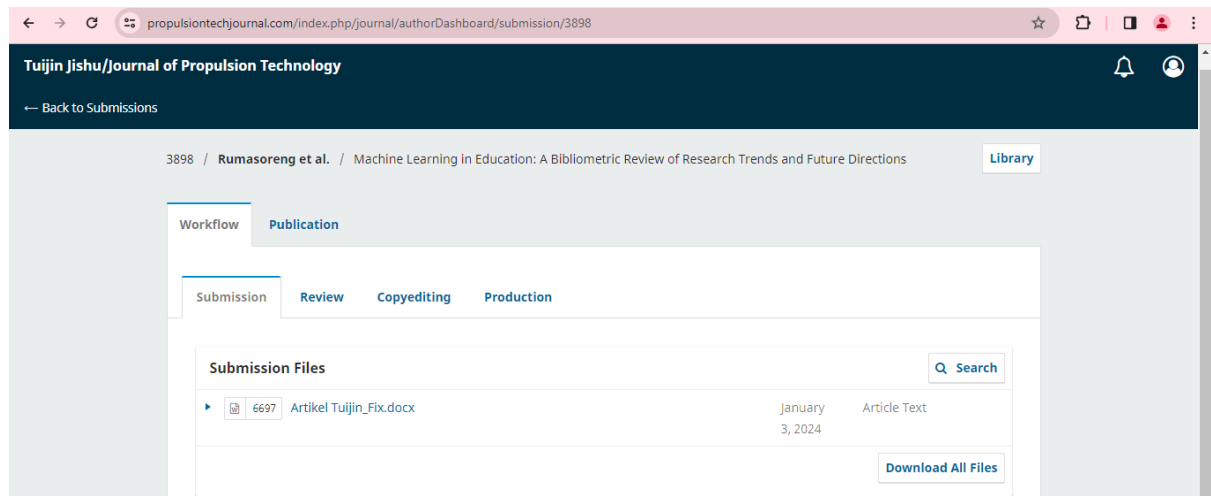 propulsiontechjournal.com/index.php/journal/authorDashboard/submission/3898
Tuijin Jishu/Journal of Propulsion Technology
← Back to Submissions
3898 / Rumasoreng et al. / Machine Learning in Education: A Bibliometric Review of Research Trends and Future Directions
Library
Workflow Publication
Submission Review Copyediting Production
Submission Files
Search
6697 Artikel Tuijin_Fix.docx January 3, 2024 Article Text
Download All Files